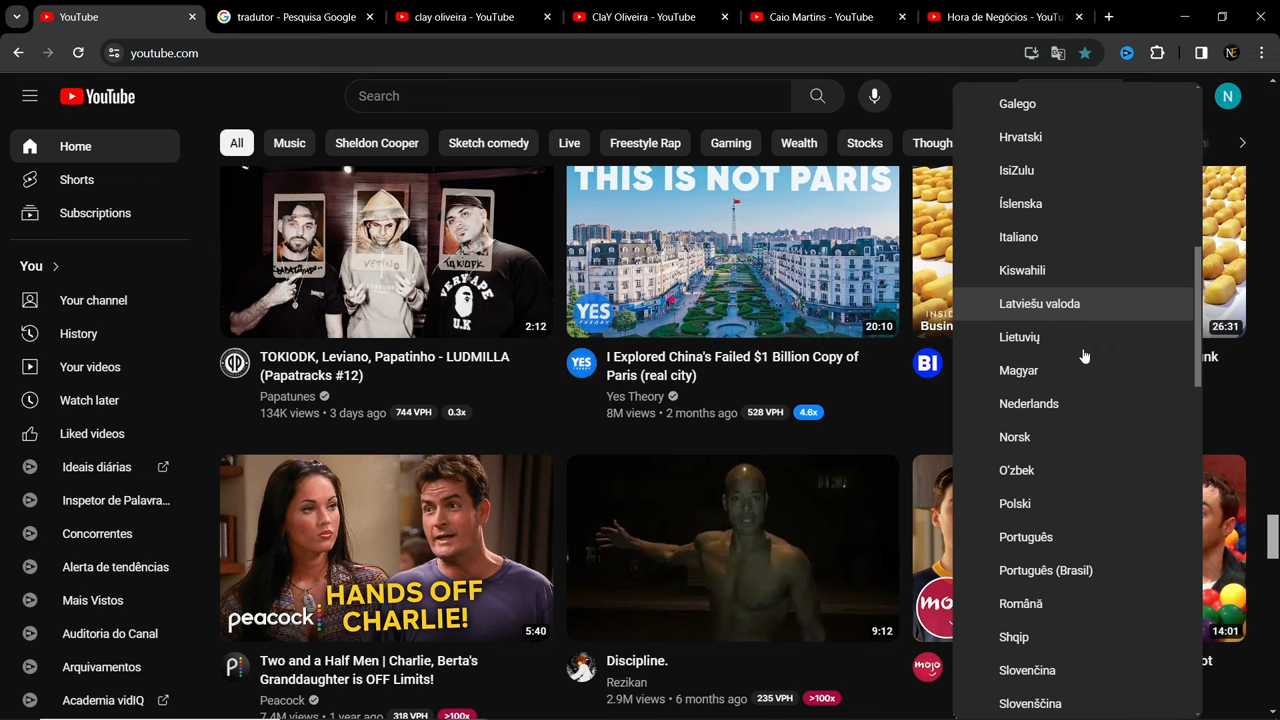 YouTube
tradutor - Pesquisa Google
clay oliveira - YouTube
ClaY Oliveira - YouTube
Caio Martins - YouTube
Hora de Negócios - YouTu
youtube.com
YouTube
Search
N
All
Music
Sheldon Cooper
Sketch comedy
Live
Freestyle Rap
Gaming
Wealth
Stocks
Though
Home
Shorts
Subscriptions
You
Your channel
History
Your videos
Watch later
Liked videos
Ideais diárias
Inspetor de Palavra...
Concorrentes
Alerta de tendências
Mais Vistos
Auditoria do Canal
Arquivamentos
Academia vidIQ
LEVIANO
VETINO
TOKIODK
VERYAPE
U.K
2:12
TOKIODK, Leviano, Papatinho - LUDMILLA
(Papatracks #12)
Papatunes
134K views • 3 days ago 744 VPH 0.3x
THIS IS NOT PARIS
YES
THEORY
20:10
YES
I Explored China's Failed $1 Billion Copy of
Paris (real city)
Yes Theory
8M views • 2 months ago 528 VPH 4.6x
INSID
Busin
26:31
BI
unk
HANDS OFF
CHARLIE!
peacock
5:40
Two and a Half Men | Charlie, Berta's
Granddaughter is OFF Limits!
Peacock
7.4M views • 1 year ago 318 VPH >100x
9:12
Discipline.
Rezikan
2.9M views • 6 months ago 235 VPH >100x
mo
14:01
mojo
ot
Galego
Hrvatski
IsiZulu
Íslenska
Italiano
Kiswahili
Latviešu valoda
Lietuvių
Magyar
Nederlands
Norsk
O‘zbek
Polski
Português
Português (Brasil)
Română
Shqip
Slovenčina
Slovenščina